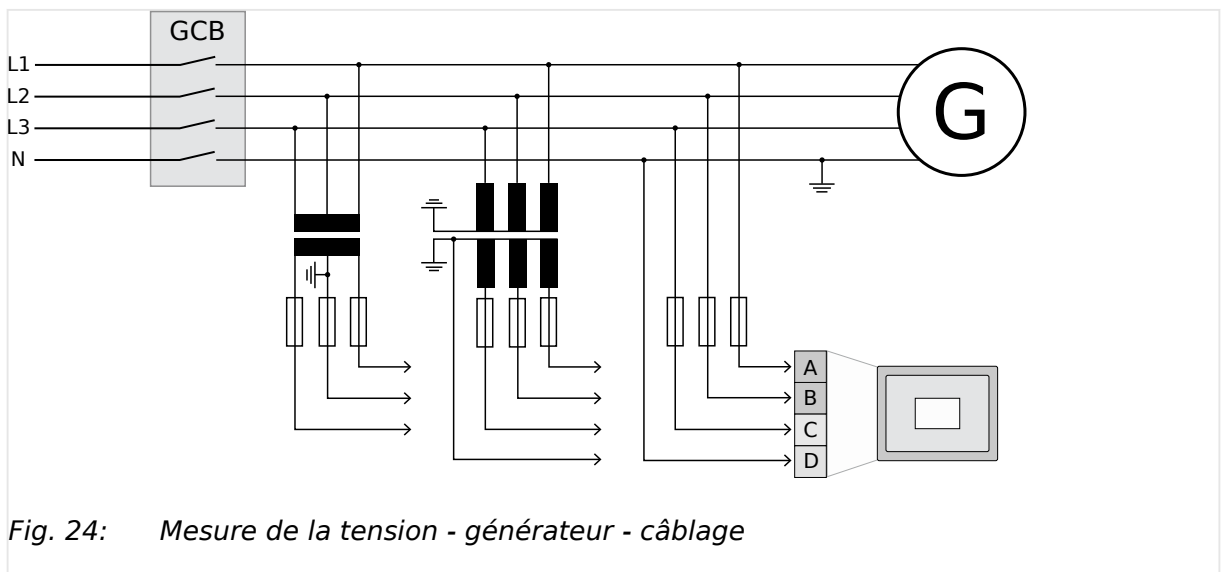 GCB
L1
L2
L3
N
G
A
B
C
D
Fig. 24: Mesure de la tension - générateur - câblage